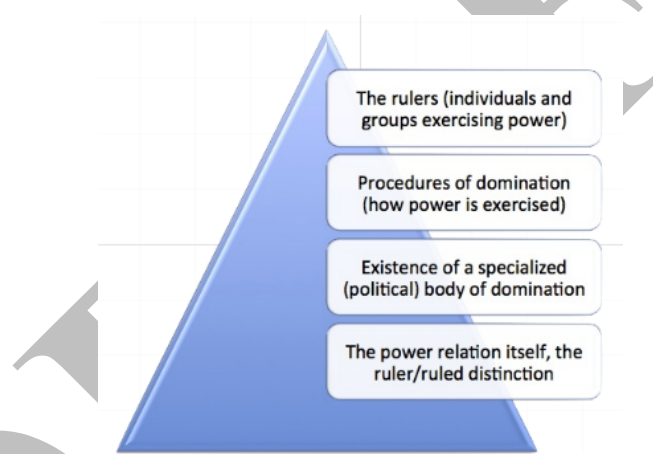 The rulers (individuals and
groups exercising power)
Procedures of domination
(how power is exercised)
Existence of a specialized
(political) body of domination
The power relation itself, the
ruler/ruled distinction